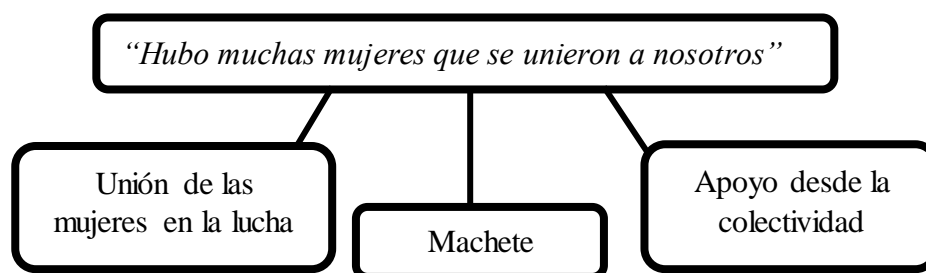 “Hubo muchas mujeres que se unieron a nosotros”
Unión de las
mujeres en la lucha
Machete
Apoyo desde la
colectividad